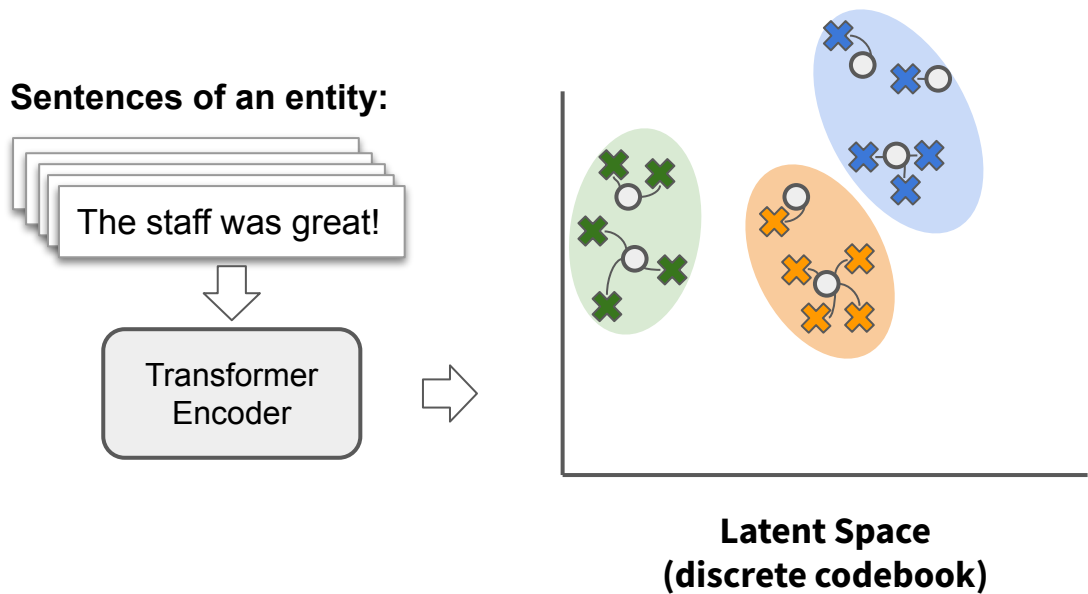 Sentences of an entity:
The staff was great!
Transformer
Encoder
Latent Space
(discrete codebook)